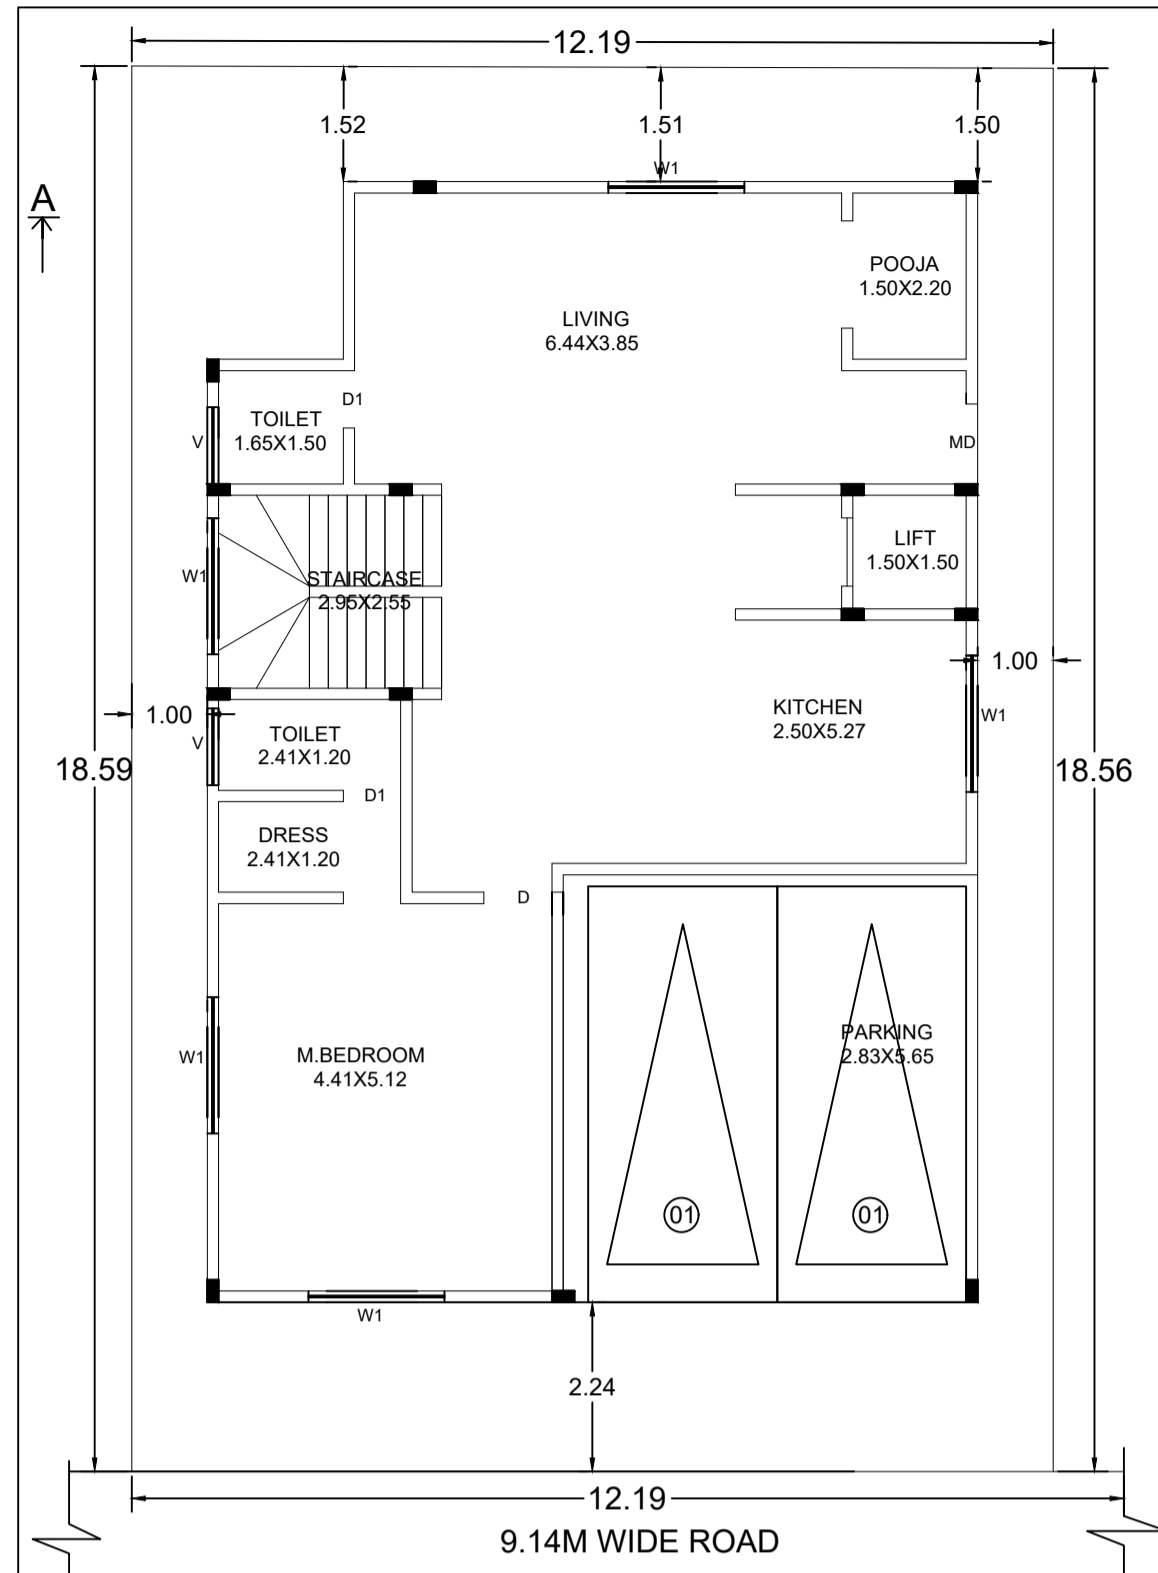 12.19
1.52
1.51
1.50
W1
A
POOJA
1.50X2.20
LIVING
6.44X3.85
D1
TOILET
1.65X1.50
V
MD
LIFT
1.50X1.50
W1
STAIRCASE
2.95X2.55
1.00
KITCHEN
2.50X5.27
W1
1.00
TOILET
2.41X1.20
V
18.59
18.56
D1
DRESS
2.41X1.20
D
PARKING
2.83X5.65
W1
M.BEDROOM
4.41X5.12
01
01
W1
2.24
12.19
9.14M WIDE ROAD